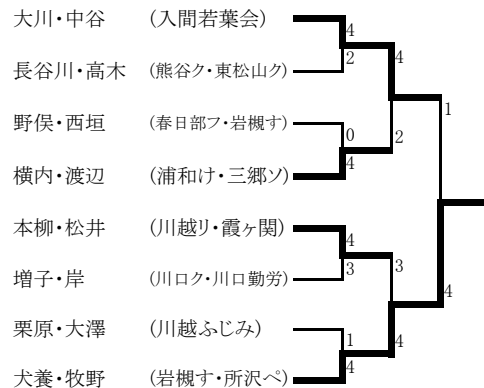 大川・中谷 (入間若葉会)
4
長谷川・高木 (熊谷ク・東松山ク)
2
4
1
野俣・西垣 (春日部フ・岩槻す)
0
2
横内・渡辺 (浦和け・三郷ソ)
4
本柳・松井 (川越リ・霞ヶ関)
4
増子・岸 (川口ク・川口勤労)
3
3
4
栗原・大澤 (川越ふじみ)
1
4
犬養・牧野 (岩槻す・所沢ペ)
4